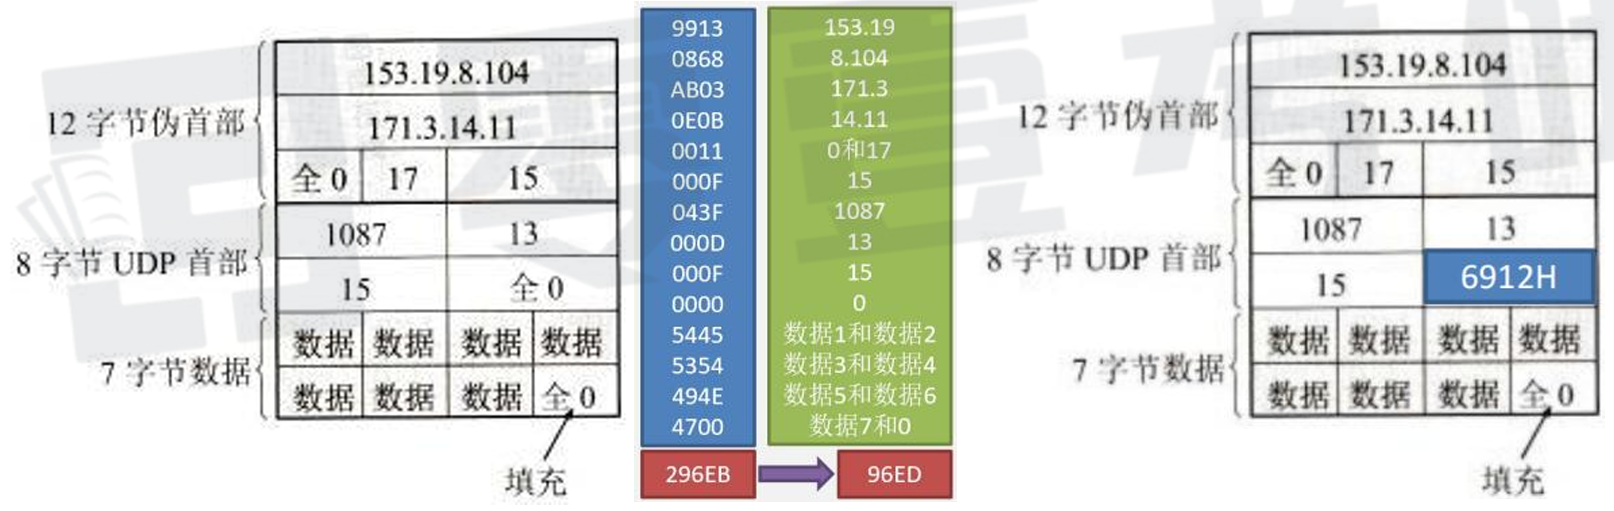 12 字节伪首部
153.19.8.104
171.3.14.11
全 0 17 15
8 字节 UDP 首部
1087 13
15 全 0
7 字节数据
数据 数据 数据 数据
数据 数据 数据 全 0
填充
9913 153.19
0868 8.104
AB03 171.3
0E0B 14.11
0011 0和17
000F 15
043F 1087
000D 13
000F 15
0000 0
5445 数据1和数据2
5354 数据3和数据4
494E 数据5和数据6
4700 数据7和0
296EB 96ED
12 字节伪首部
153.19.8.104
171.3.14.11
全 0 17 15
8 字节 UDP 首部
1087 13
15 6912H
7 字节数据
数据 数据 数据 数据
数据 数据 数据 全 0
填充